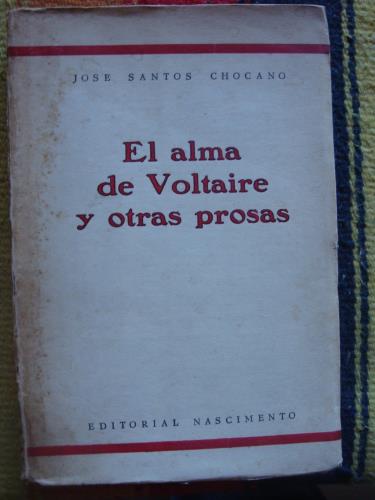 JOSE SANTOS CHOCANO
El alma
de Voltaire
y otras prosas
EDITORIAL NASCIMENTO